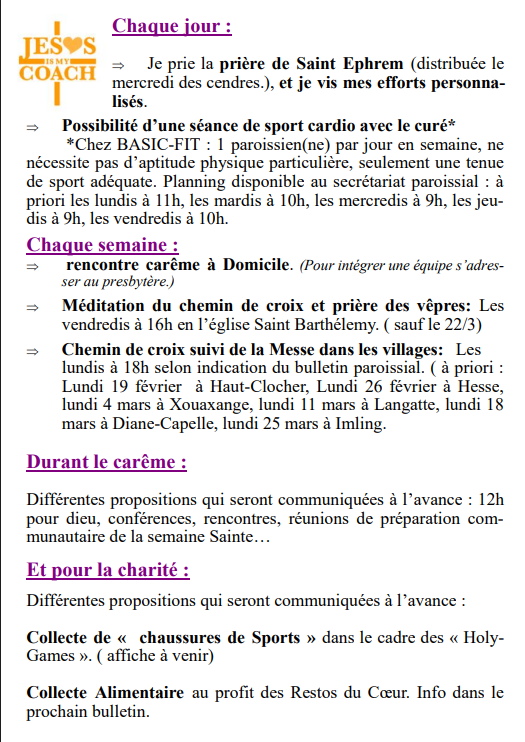 Chaque jour :
JES♥S
IS MY
COACH
⇒ Je prie la prière de Saint Ephrem (distribuée le
mercredi des cendres.), et je vis mes efforts personna-
lisés.
⇒ Possibilité d’une séance de sport cardio avec le curé*
*Chez BASIC-FIT : 1 paroissien(ne) par jour en semaine, ne
nécessite pas d’aptitude physique particulière, seulement une tenue
de sport adéquate. Planning disponible au secrétariat paroissial : à
priori les lundis à 11h, les mardis à 10h, les mercredis à 9h, les jeu-
dis à 9h, les vendredis à 10h.
Chaque semaine :
⇒ rencontre carême à Domicile. (Pour intégrer une équipe s’adres-
ser au presbytère.)
⇒ Méditation du chemin de croix et prière des vêpres: Les
vendredis à 16h en l’église Saint Barthélemy. ( sauf le 22/3)
⇒ Chemin de croix suivi de la Messe dans les villages: Les
lundis à 18h selon indication du bulletin paroissial. ( à priori :
Lundi 19 février à Haut-Clocher, Lundi 26 février à Hesse,
lundi 4 mars à Xouaxange, lundi 11 mars à Langatte, lundi 18
mars à Diane-Capelle, lundi 25 mars à Imling.
Durant le carême :
Différentes propositions qui seront communiquées à l’avance : 12h
pour dieu, conférences, rencontres, réunions de préparation com-
munautaire de la semaine Sainte…
Et pour la charité :
Différentes propositions qui seront communiquées à l’avance :
Collecte de « chaussures de Sports » dans le cadre des « Holy-
Games ». ( affiche à venir)
Collecte Alimentaire au profit des Restos du Cœur. Info dans le
prochain bulletin.